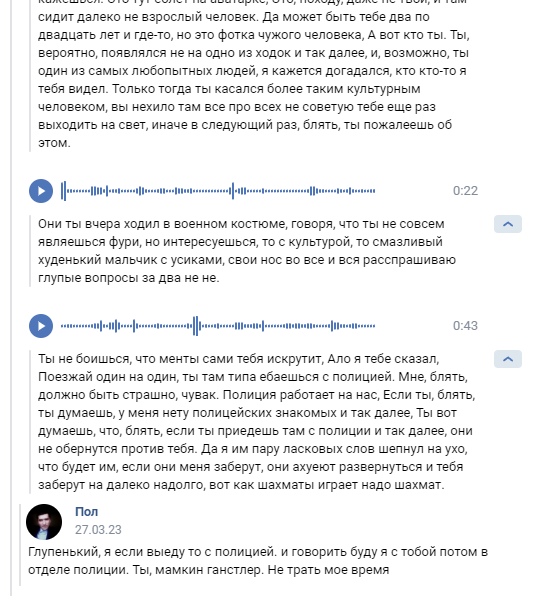 сидит далеко не взрослый человек. Да может быть тебе два по
двадцать лет и где-то, но это фотка чужого человека, А вот кто ты. Ты,
вероятно, появлялся не на одно из ходок и так далее, и, возможно, ты
один из самых любопытных людей, я кажется догадался, кто кто-то я
тебя видел. Только тогда ты касался более таким культурным
человеком, вы нехило там все про всех не советую тебе еще раз
выходить на свет, иначе в следующий раз, блять, ты пожалеешь об
этом.
0:22
Они ты вчера ходил в военном костюме, говоря, что ты не совсем
являешься фури, но интересуешься, то с культурой, то смазливый
худенький мальчик с усиками, свои нос во все и вся расспрашиваю
глупые вопросы за два не не.
0:43
Ты не боишься, что менты сами тебя искрутит, Ало я тебе сказал,
Поезжай один на один, ты там типа ебаешься с полицией. Мне, блять,
должно быть страшно, чувак. Полиция работает на нас, Если ты, блять,
ты думаешь, у меня нету полицейских знакомых и так далее, Ты вот
думаешь, что, блять, если ты приедешь там с полиции и так далее, они
не обернутся против тебя. Да я им пару ласковых слов шепнул на ухо,
что будет им, если они меня заберут, они ахуеют развернуться и тебя
заберут на далеко надолго, вот как шахматы играет надо шахмат.
Пол
27.03.23
Глупенький, я если выеду то с полицией. и говорить буду я с тобой потом в
отделе полиции. Ты, мамкин ганстлер. Не трать мое время